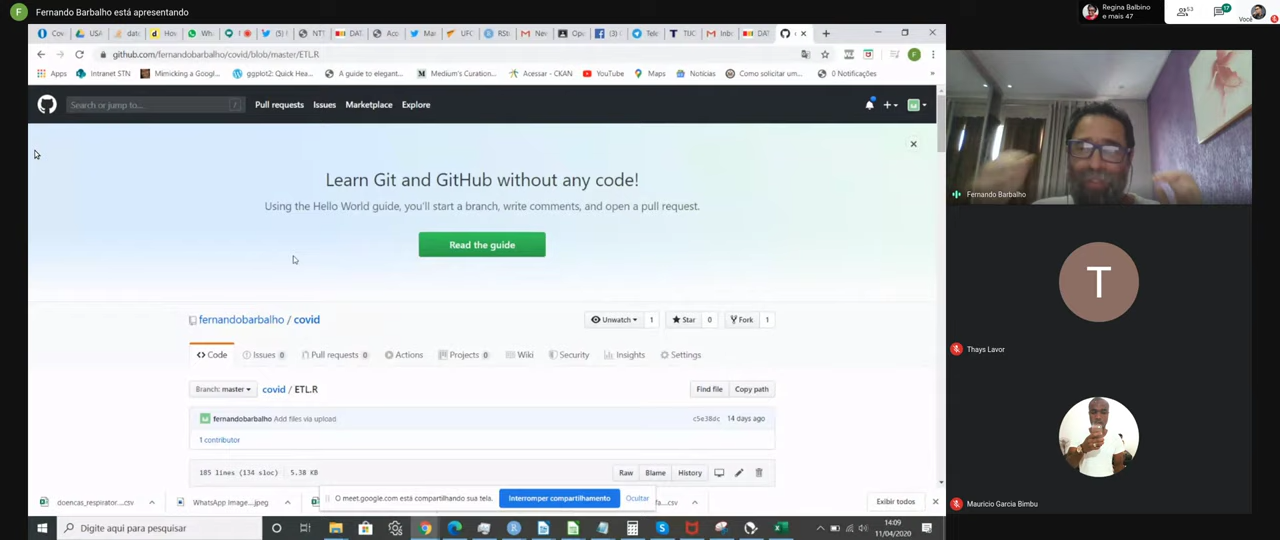 Fernando Barbalho está apresentando
Regina Balbino
e mais 47
53
17
Você
github.com/fernandobarbalho/covid/blob/master/ETL.R
Apps
Intranet STN
Mimicking a Googl...
ggplot2: Quick Hea...
A guide to elegant...
Medium's Curation...
Acessar - CKAN
YouTube
Maps
Notícias
Como solicitar um...
0 Notificações
Search or jump to...
Pull requests
Issues
Marketplace
Explore
Learn Git and GitHub without any code!
Using the Hello World guide, you'll start a branch, write comments, and open a pull request.
Read the guide
fernandobarbalho / covid
Unwatch 1
Star 0
Fork 1
Code
Issues 0
Pull requests 0
Actions
Projects 0
Wiki
Security
Insights
Settings
Branch: master
covid / ETL.R
Find file
Copy path
fernandobarbalho Add files via upload
c5e38dc 14 days ago
1 contributor
185 lines (134 sloc) 5.38 KB
Raw
Blame
History
doencas_respirator....csv
WhatsApp Image....jpeg
O meet.google.com está compartilhando sua tela.
Interromper compartilhamento
Ocultar
Exibir todos
Digite aqui para pesquisar
14:09
11/04/2020
Fernando Barbalho
T
Thays Lavor
Mauricio Garcia Bimbu